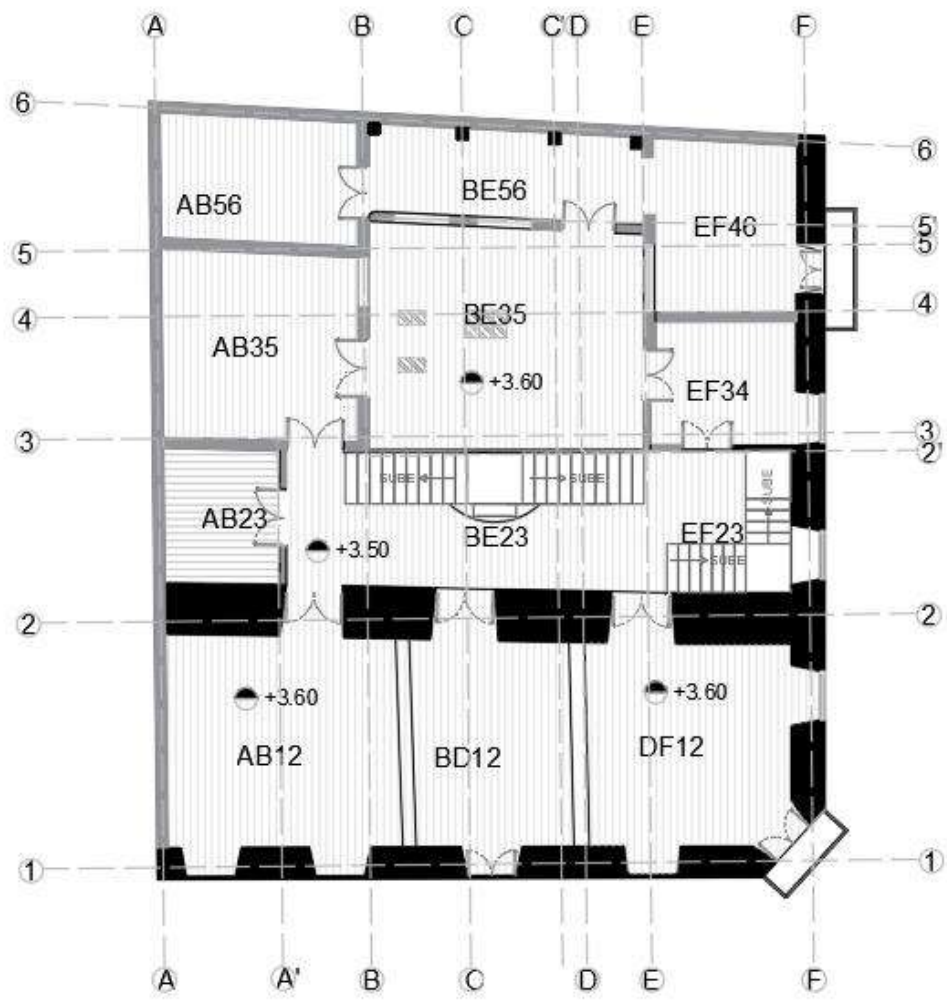 A B C C' D E F
6
6
AB56
BE56
EF46
5'
5
5
4
4
BE35
AB35
+3.60
EF34
3
3
2'
SUBE SUBE
SUBE
AB23
BE23
EF23
+3.50
SUBE
2
2
+3.60
+3.60
AB12
BD12
DF12
1
1
A A' B C D E F